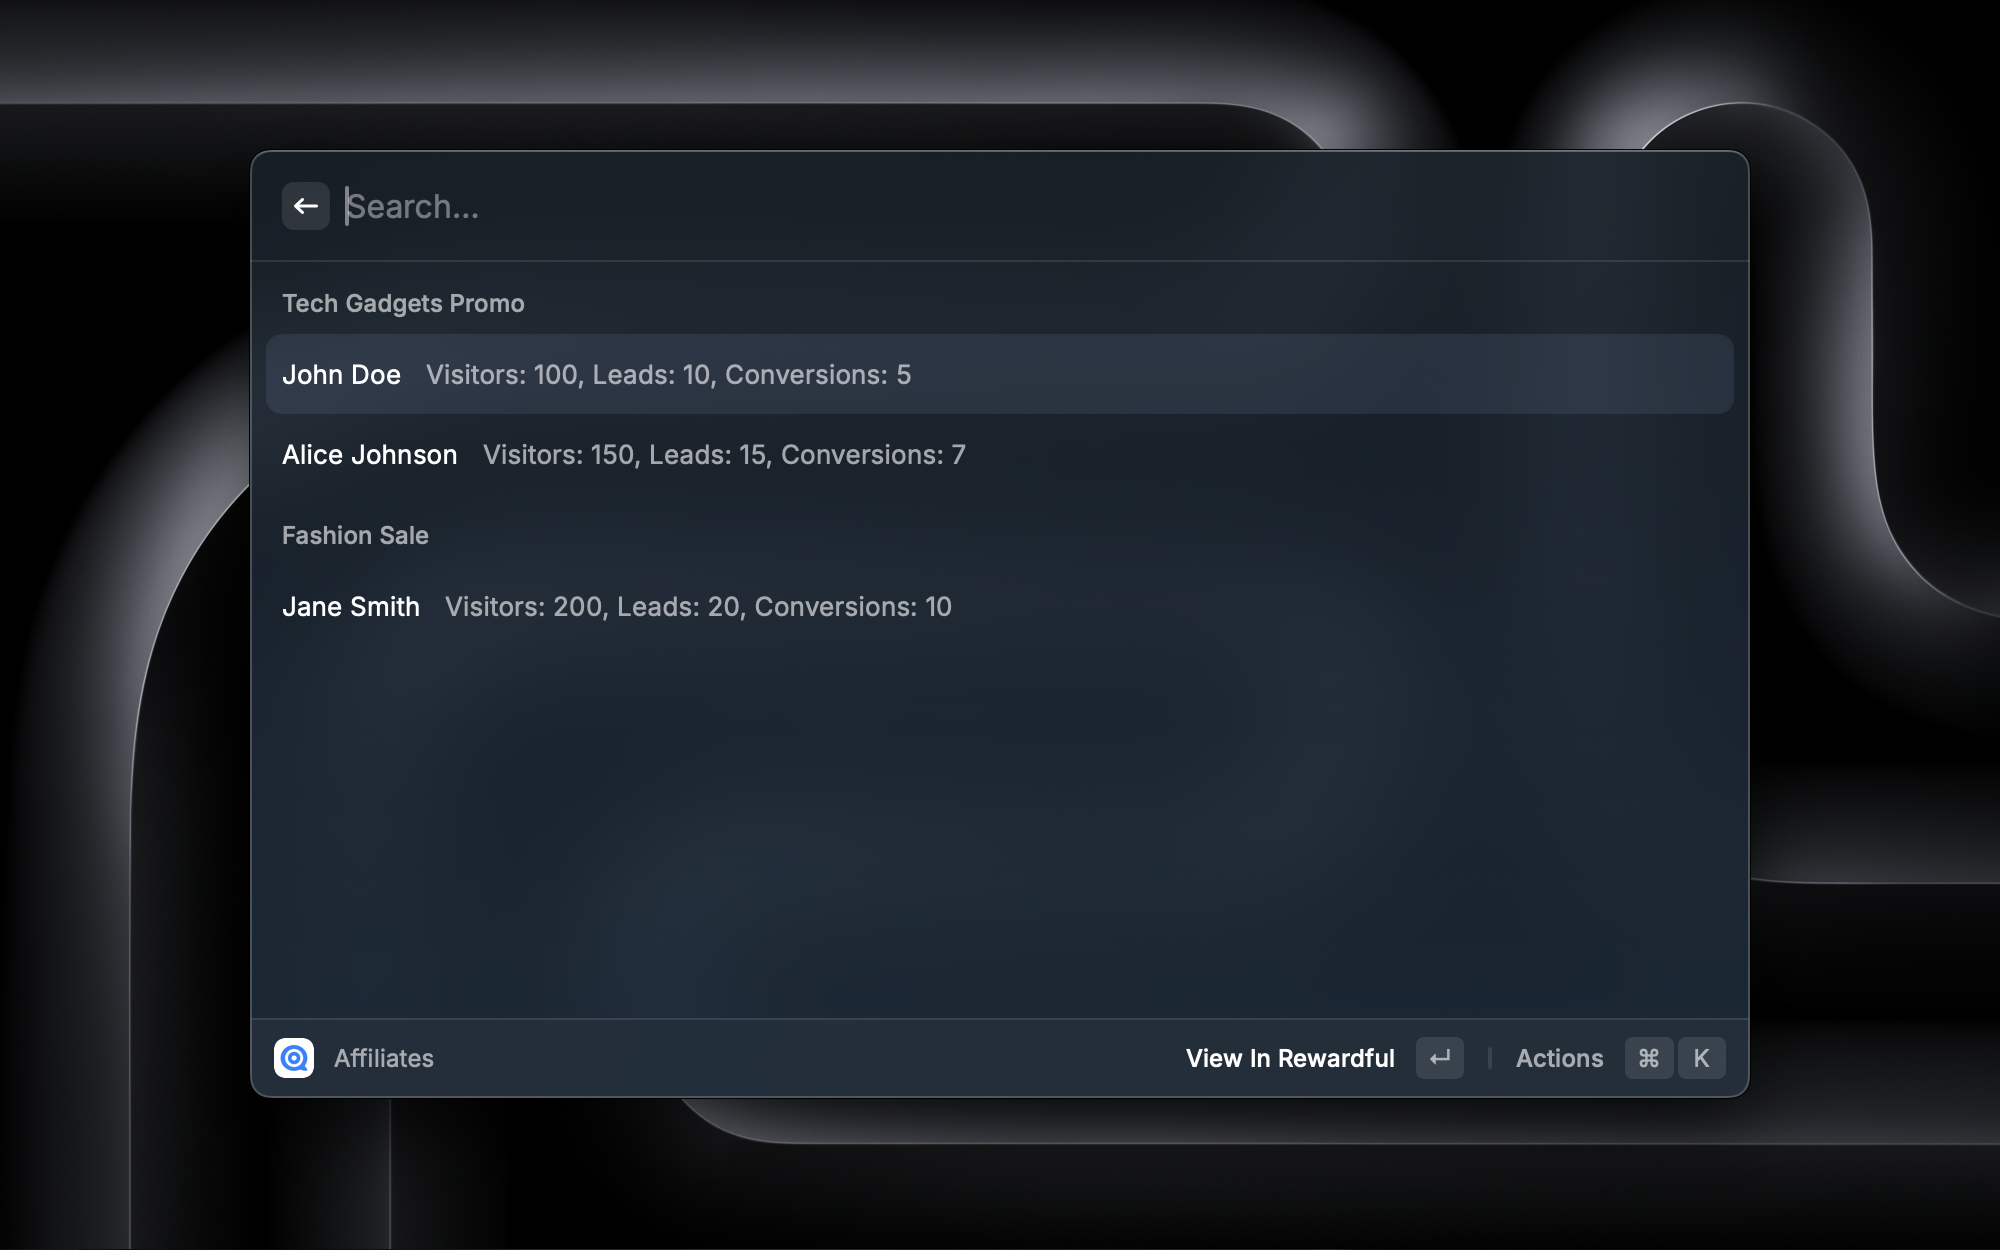 Search...
Tech Gadgets Promo
John Doe Visitors: 100, Leads: 10, Conversions: 5
Alice Johnson Visitors: 150, Leads: 15, Conversions: 7
Fashion Sale
Jane Smith Visitors: 200, Leads: 20, Conversions: 10
Affiliates View In Rewardful ↵ Actions ⌘ K